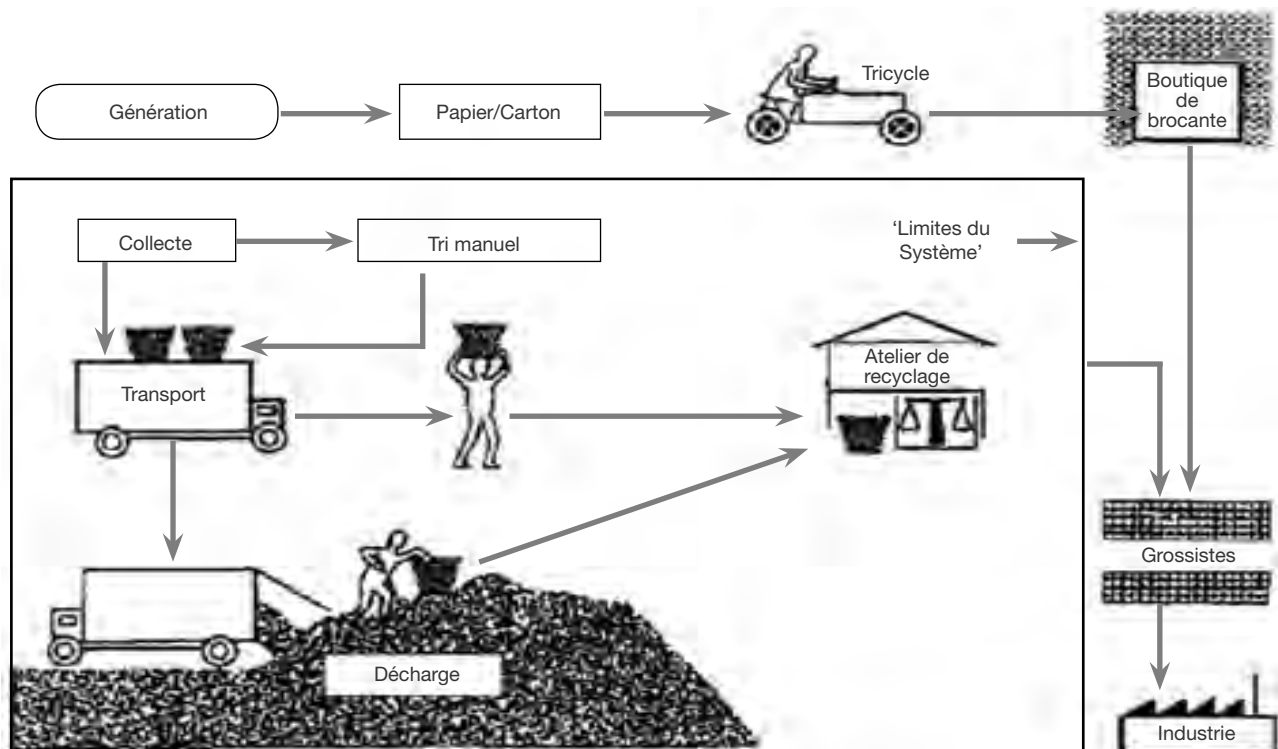 Génération
Papier/Carton
Tricycle
Boutique
de
brocante
Collecte
Tri manuel
‘Limites du
Système’
Transport
Atelier de
recyclage
Grossistes
Décharge
Industrie